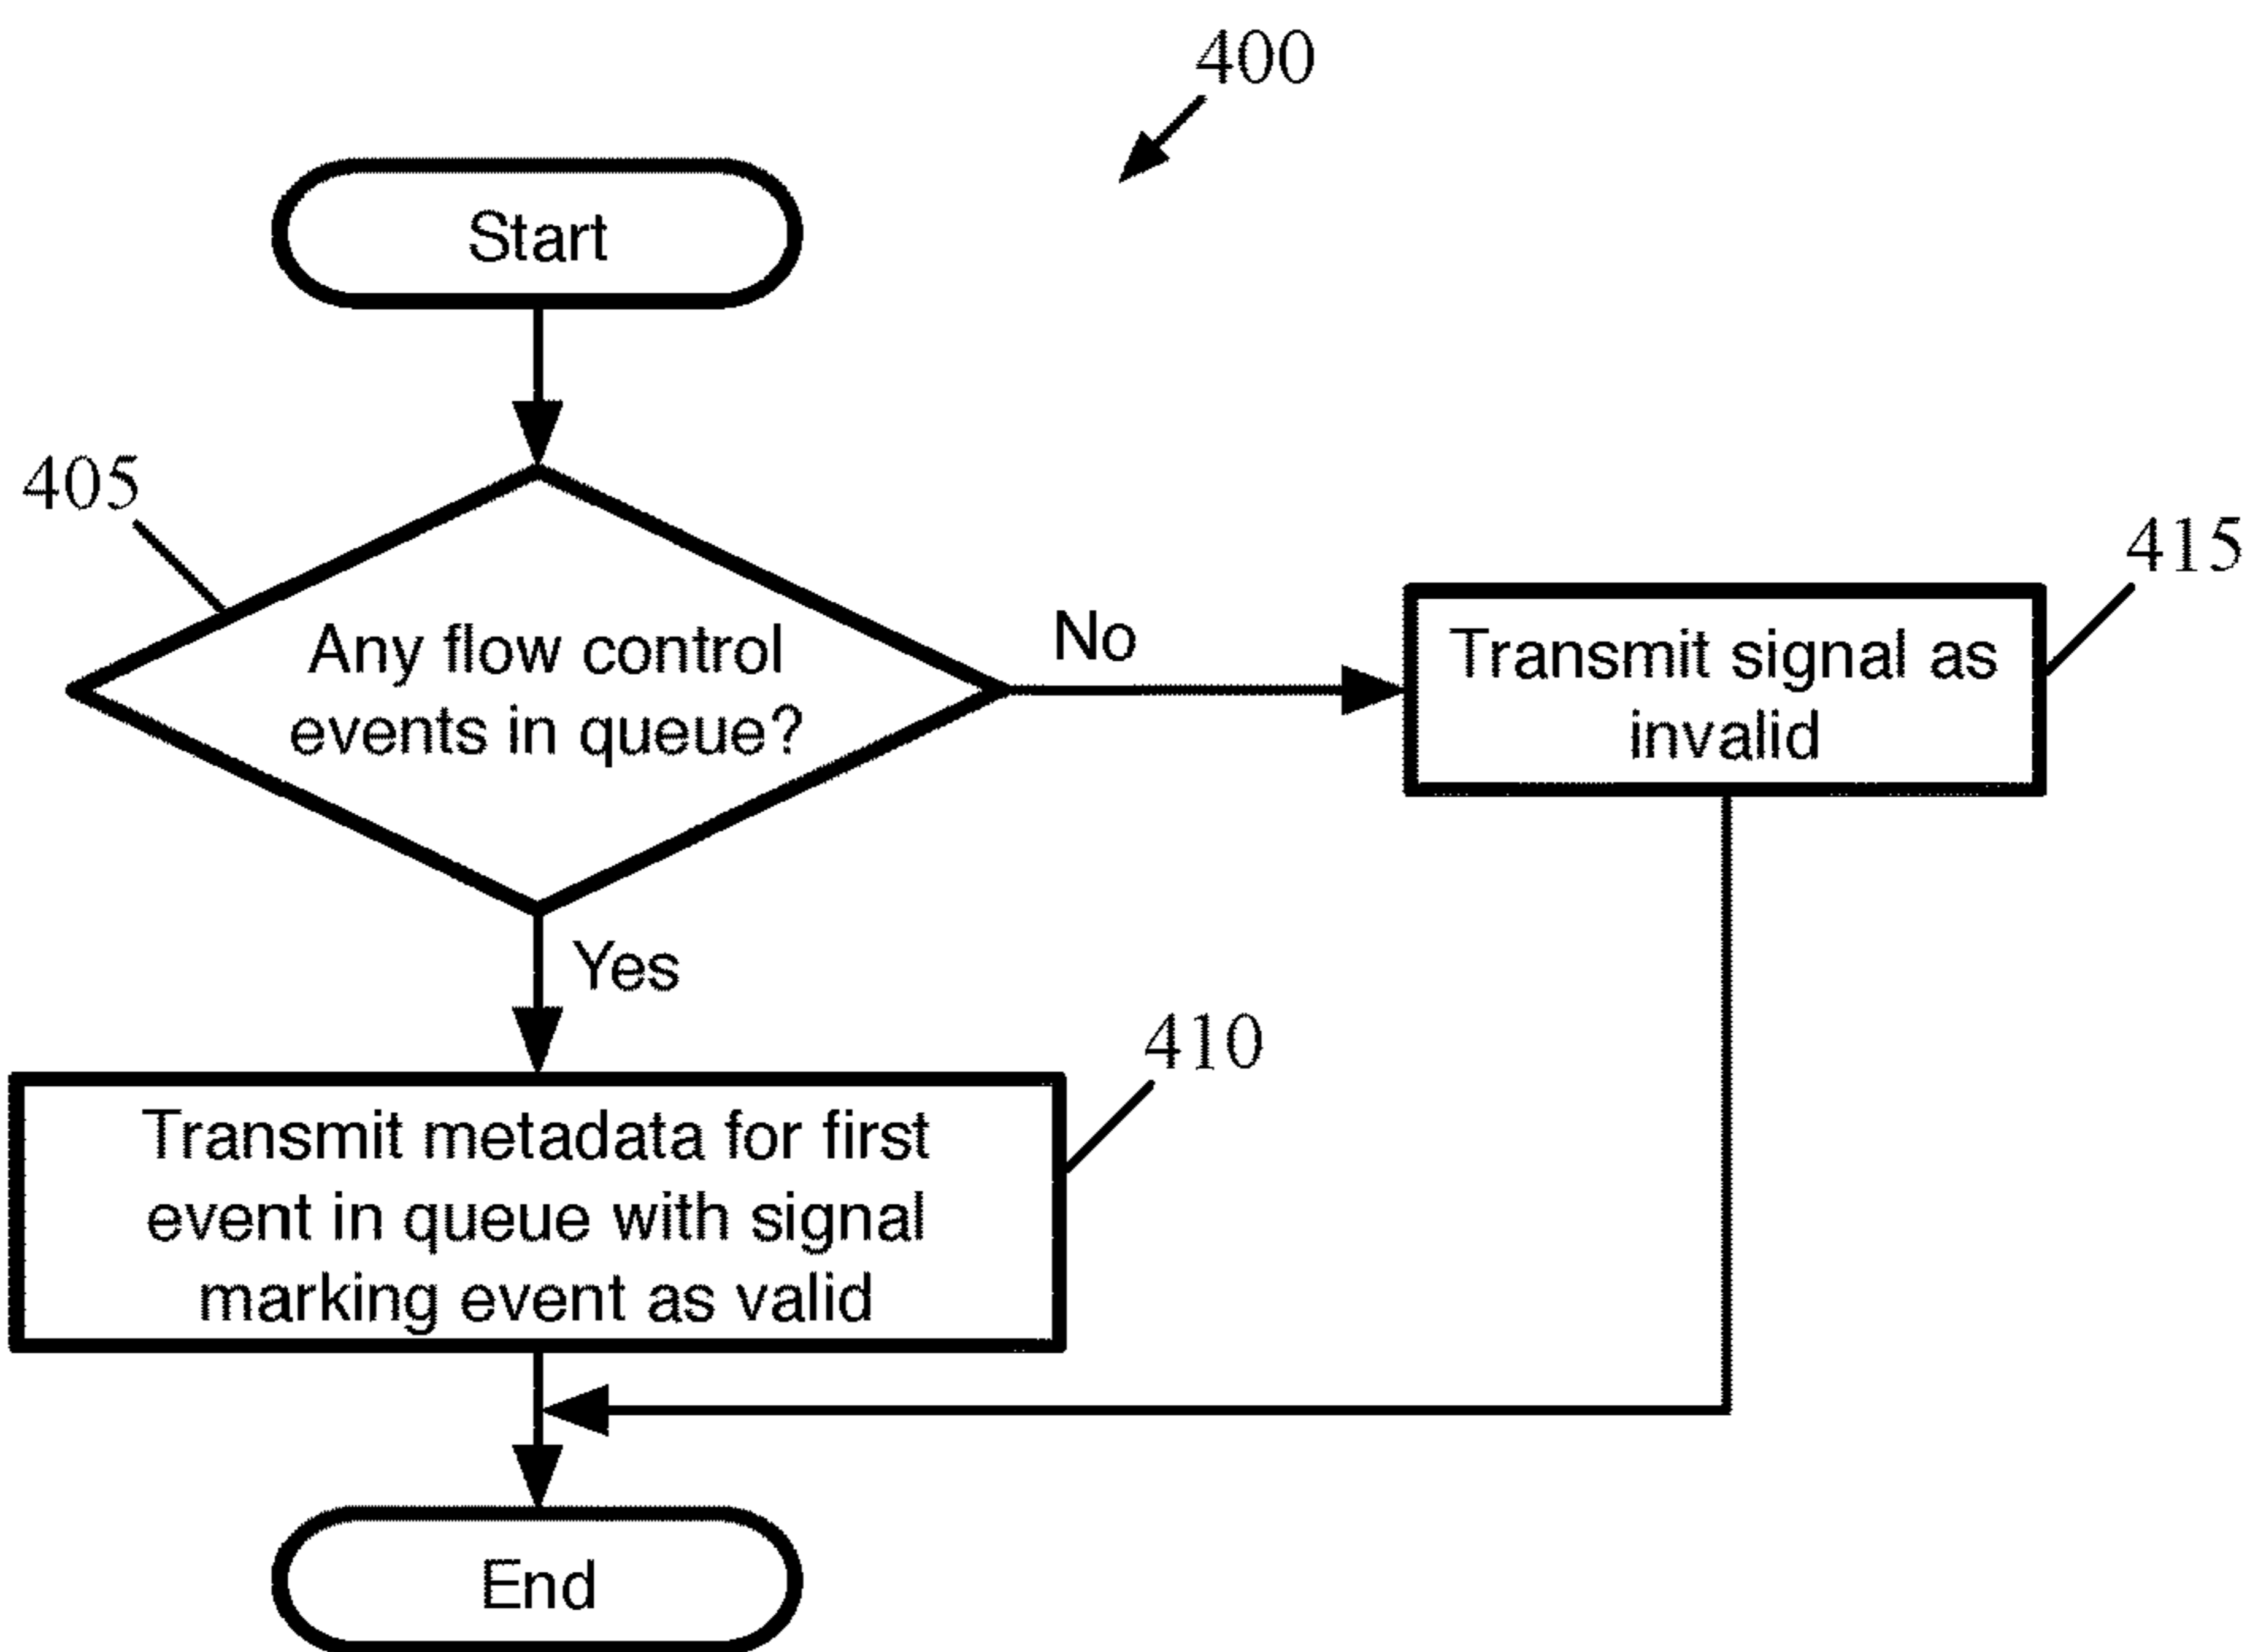 400
Start
405
Any flow control
events in queue?
No
415
Transmit signal as
invalid
Yes
410
Transmit metadata for first
event in queue with signal
marking event as valid
End